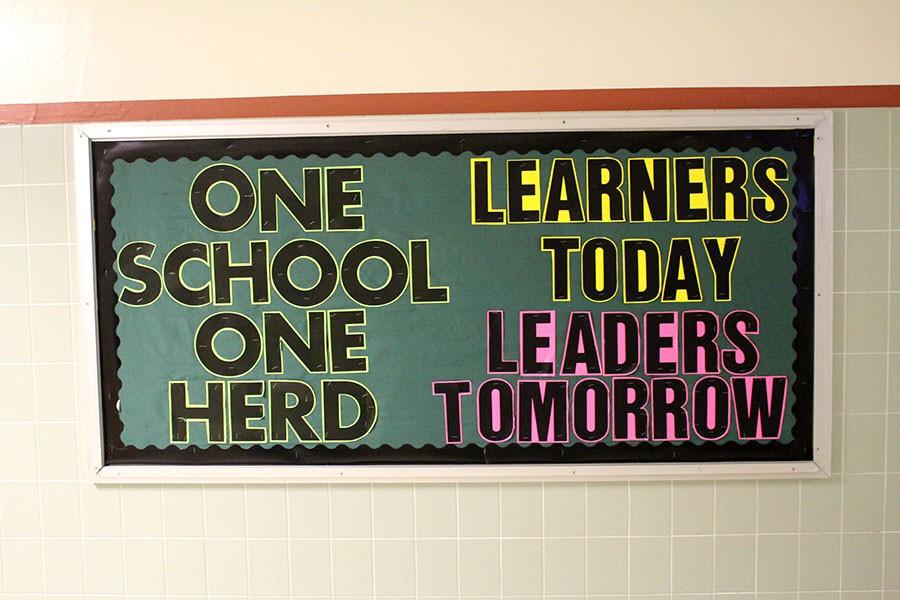 ONE
SCHOOL
ONE
HERD
LEARNERS
TODAY
LEADERS
TOMORROW